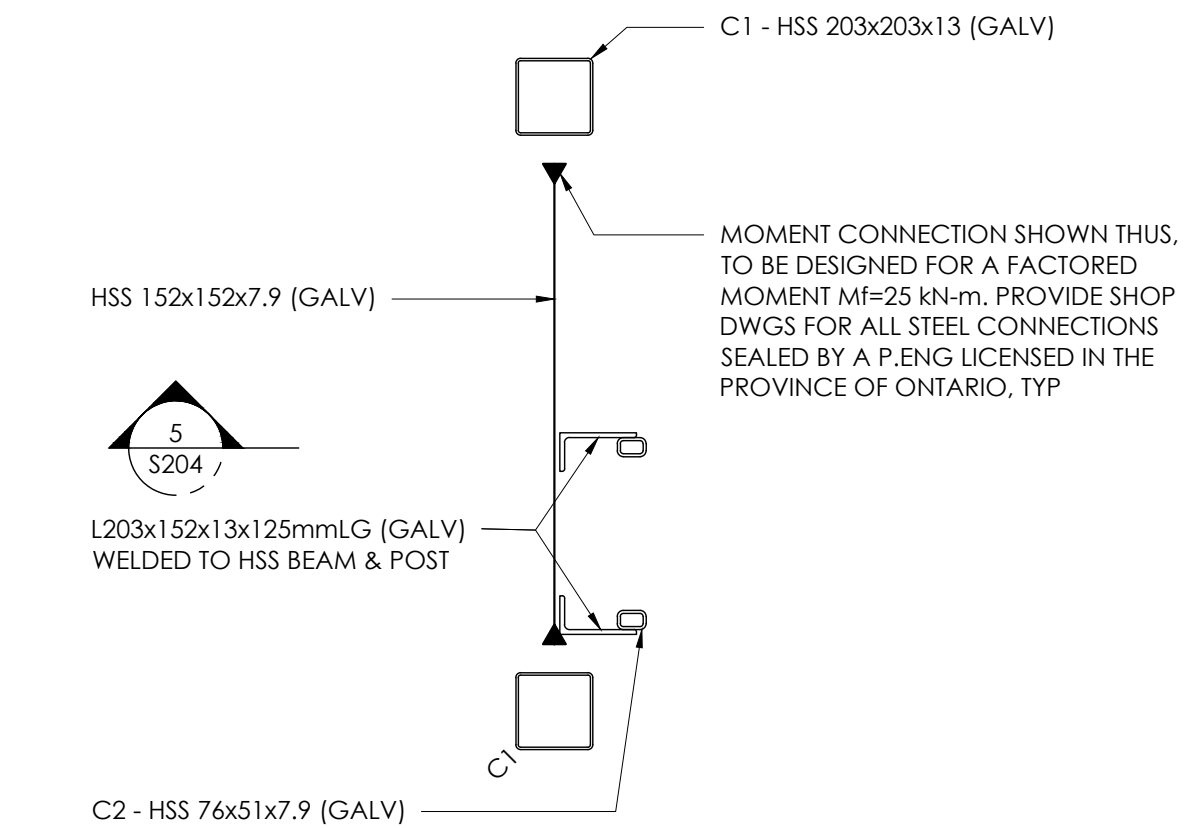 C1 - HSS 203x203x13 (GALV)
MOMENT CONNECTION SHOWN THUS,
TO BE DESIGNED FOR A FACTORED
MOMENT Mf=25 kN-m. PROVIDE SHOP
DWGS FOR ALL STEEL CONNECTIONS
SEALED BY A P.ENG LICENSED IN THE
PROVINCE OF ONTARIO, TYP
HSS 152x152x7.9 (GALV)
5
S204
L203x152x13x125mmLG (GALV)
WELDED TO HSS BEAM & POST
C1
C2 - HSS 76x51x7.9 (GALV)